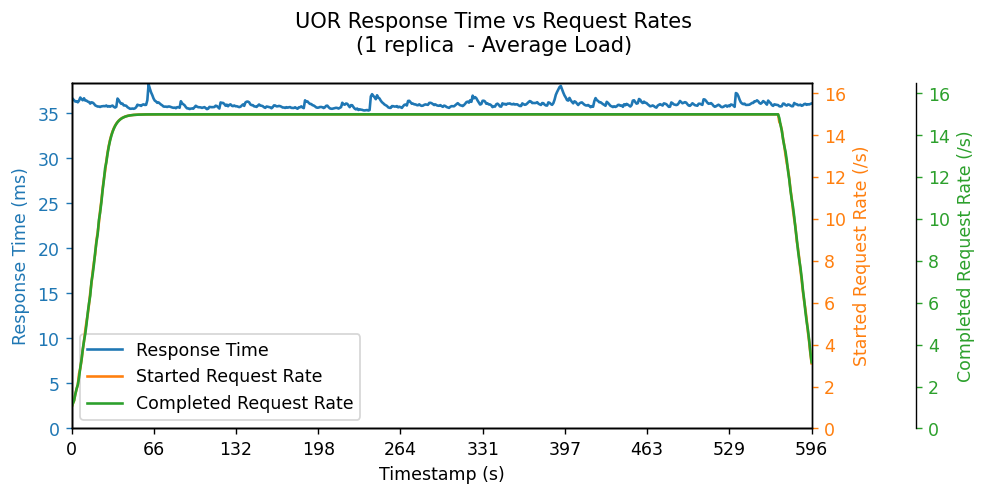 UOR Response Time vs Request Rates
(1 replica  - Average Load)
Response Time (ms)
35
30
25
20
15
10
5
0
Response Time
Started Request Rate
Completed Request Rate
0 66 132 198 264 331 397 463 529 596
Timestamp (s)
16
14
12
10
8
6
4
2
0
Started Request Rate (/s)
16
14
12
10
8
6
4
2
0
Completed Request Rate (/s)